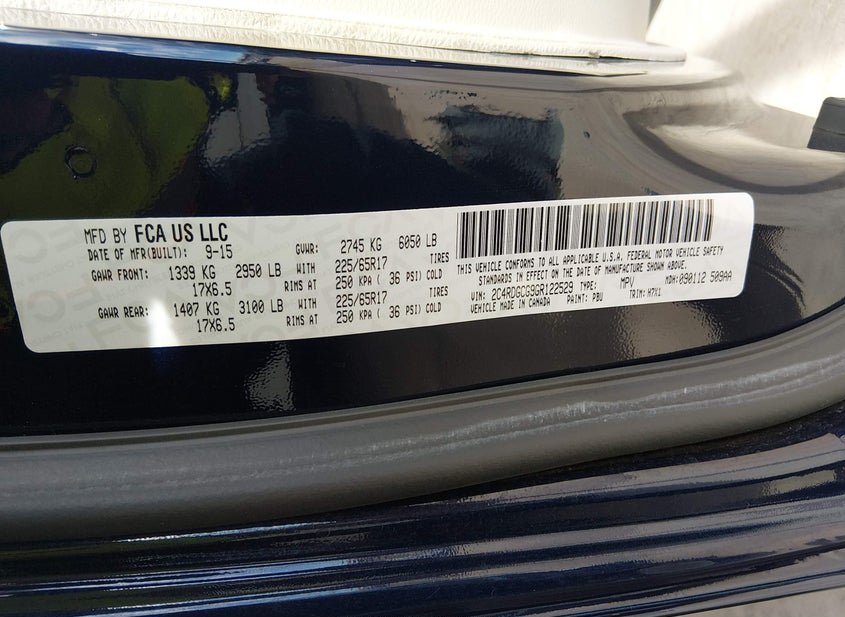 MFD BY FCA US LLC
DATE OF MFR(BUILT): 9-15 GVWR: 2745 KG 6050 LB
GAWR FRONT: 1339 KG 2950 LB WITH 225/65R17 TIRES
17X6.5 RIMS AT 250 KPA ( 36 PSI) COLD
GAWR REAR: 1407 KG 3100 LB WITH 225/65R17 TIRES
17X6.5 RIMS AT 250 KPA ( 36 PSI) COLD
THIS VEHICLE CONFORMS TO ALL APPLICABLE U.S.A. FEDERAL MOTOR VEHICLE SAFETY
STANDARDS IN EFFECT ON THE DATE OF MANUFACTURE SHOWN ABOVE.
VIN: 2C4RDGCG9GR122529 TYPE: MPV MDH: 090112 509AA
VEHICLE MADE IN CANADA PAINT: PBU TRIM: H7X1